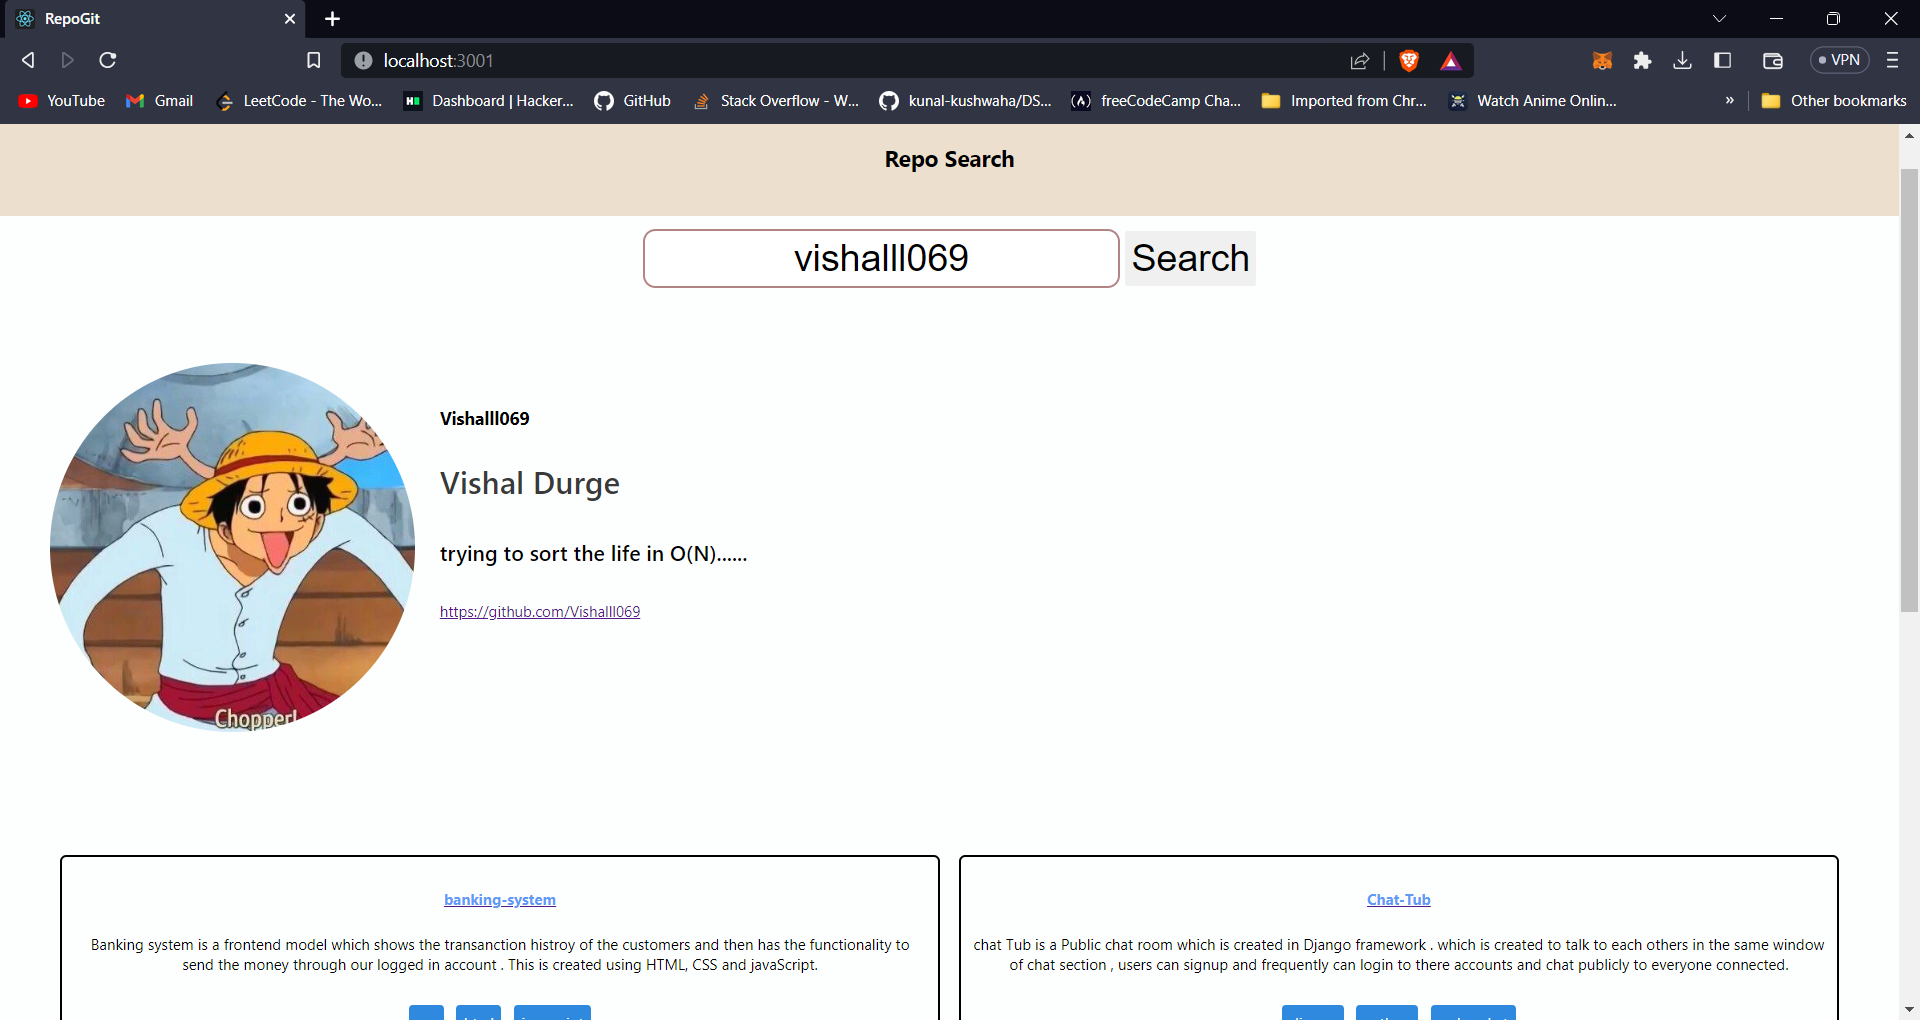 RepoGit
localhost:3001
VPN
YouTube
Gmail
LeetCode - The Wo...
Dashboard | Hacker...
GitHub
Stack Overflow - W...
kunal-kushwaha/DS...
freeCodeCamp Cha...
Imported from Chr...
Watch Anime Onlin...
»
Other bookmarks
Repo Search
vishalll069
Search
Vishalll069
Vishal Durge
trying to sort the life in O(N)......
https://github.com/Vishalll069
Chopper!
banking-system
Banking system is a frontend model which shows the transanction histroy of the customers and then has the functionality to
send the money through our logged in account . This is created using HTML, CSS and javaScript.
Chat-Tub
chat Tub is a Public chat room which is created in Django framework . which is created to talk to each others in the same window
of chat section , users can signup and frequently can login to there accounts and chat publicly to everyone connected.